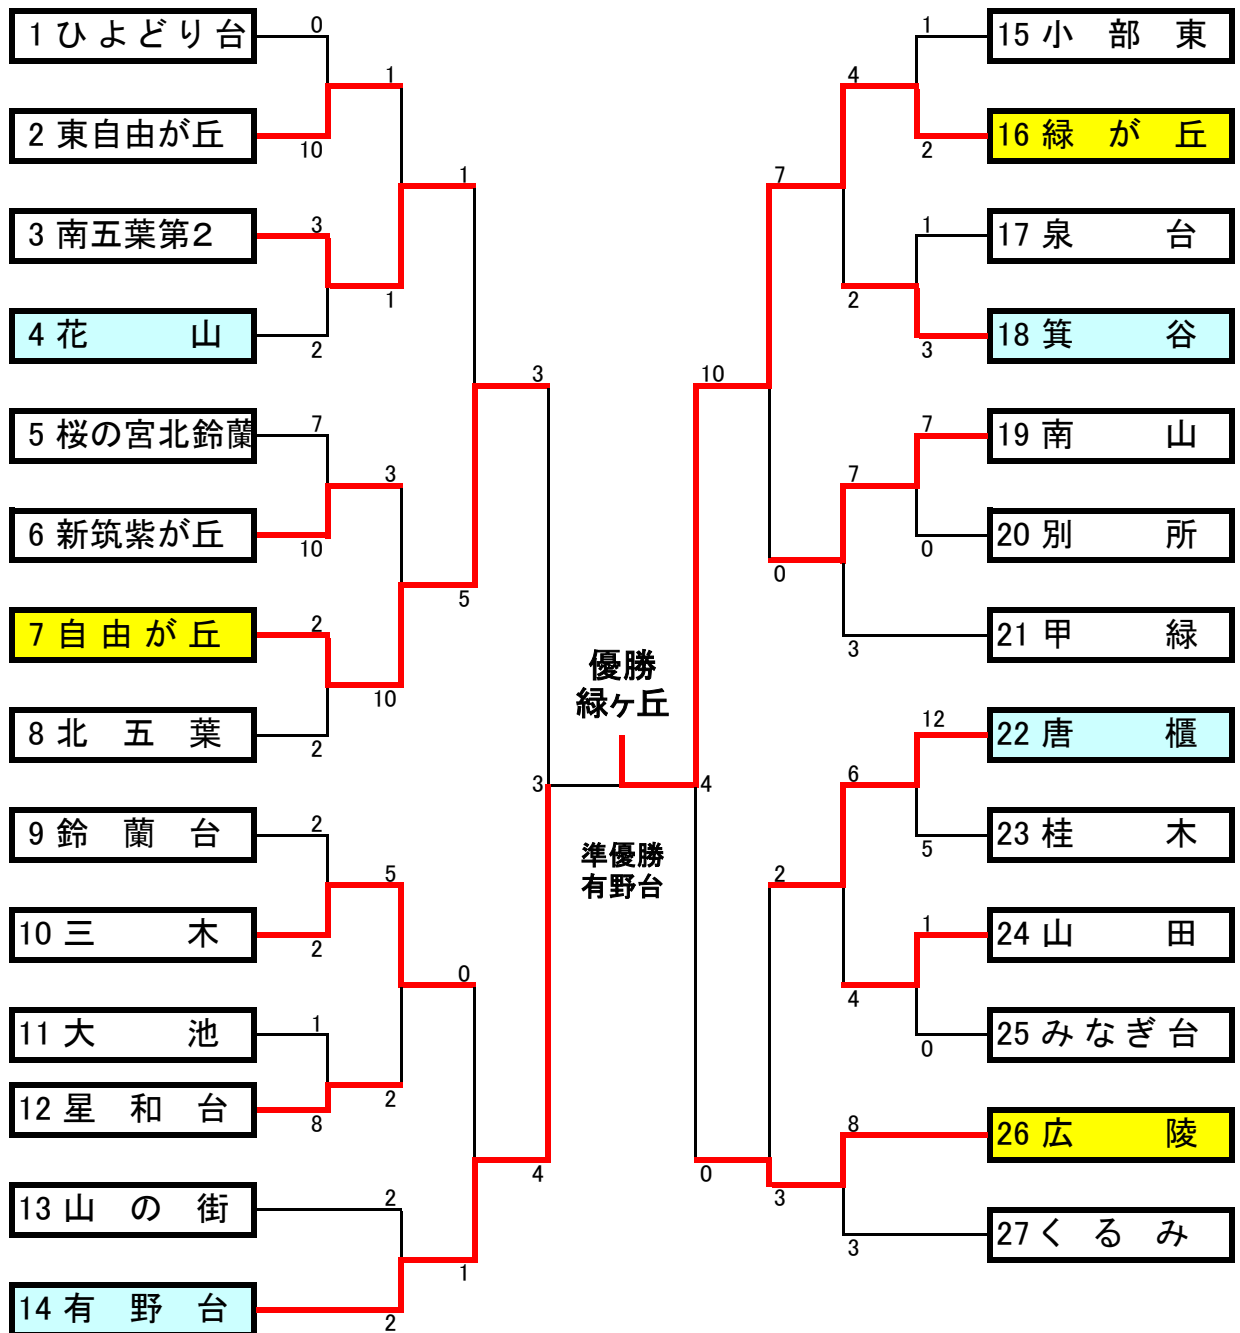 1 ひよどり台
0
1
10
2 東自由が丘
1
3 南五葉第2
3
1
4 花 山
2
3
5 桜の宮北鈴蘭
7
3
6 新筑紫が丘
10
5
7 自由が丘
2
10
8 北 五 葉
2
3
9 鈴 蘭 台
2
5
10 三 木
2
0
11 大 池
1
12 星 和 台
8
2
4
13 山 の 街
2
1
14 有 野 台
2
優勝
緑ヶ丘
準優勝
有野台
15 小 部 東
1
4
16 緑 が 丘
2
7
17 泉 台
1
2
18 箕 谷
3
10
19 南 山
7
7
20 別 所
0
0
21 甲 緑
3
4
22 唐 櫃
12
6
23 桂 木
5
2
24 山 田
1
4
25 みなぎ台
0
26 広 陵
8
0
3
27 く る み
3